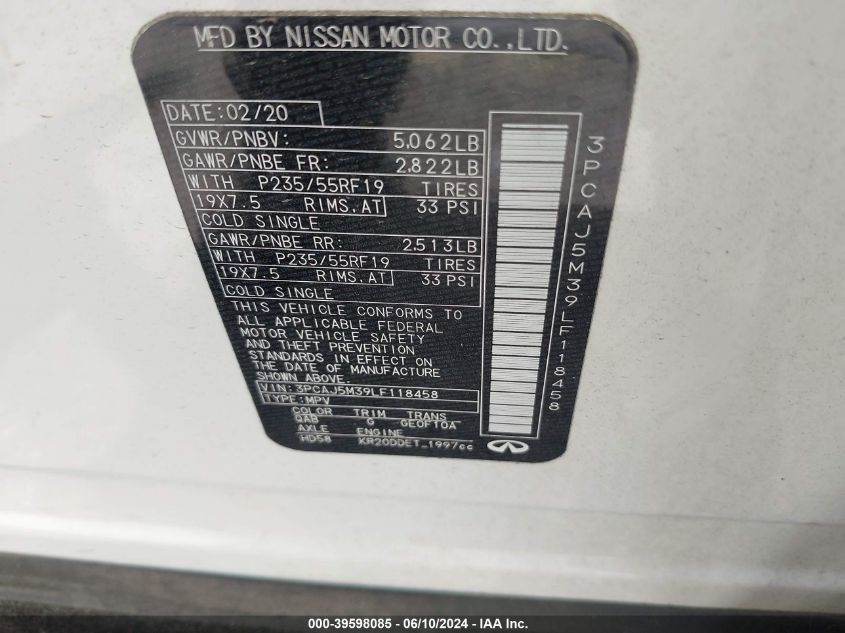 MFD BY NISSAN MOTOR CO.,LTD.
DATE:02/20
GVWR/PNBV: 5,062LB
GAWR/PNBE FR: 2,822LB
WITH P235/55RF19 TIRES
19X7.5 RIMS,AT 33 PSI
COLD SINGLE
GAWR/PNBE RR: 2,513LB
WITH P235/55RF19 TIRES
19X7.5 RIMS,AT 33 PSI
COLD SINGLE
THIS VEHICLE CONFORMS TO
ALL APPLICABLE FEDERAL
MOTOR VEHICLE SAFETY
AND THEFT PREVENTION
STANDARDS IN EFFECT ON
THE DATE OF MANUFACTURE
SHOWN ABOVE.
VIN: 3PCAJ5M39LF118458
TYPE: MPV
COLOR TRIM TRANS
QAB G GE0F10A
AXLE ENGINE
HD58 KR20DDET_1997cc
3PCAJ5M39LF118458
000-39598085 - 06/10/2024 - IAA Inc.